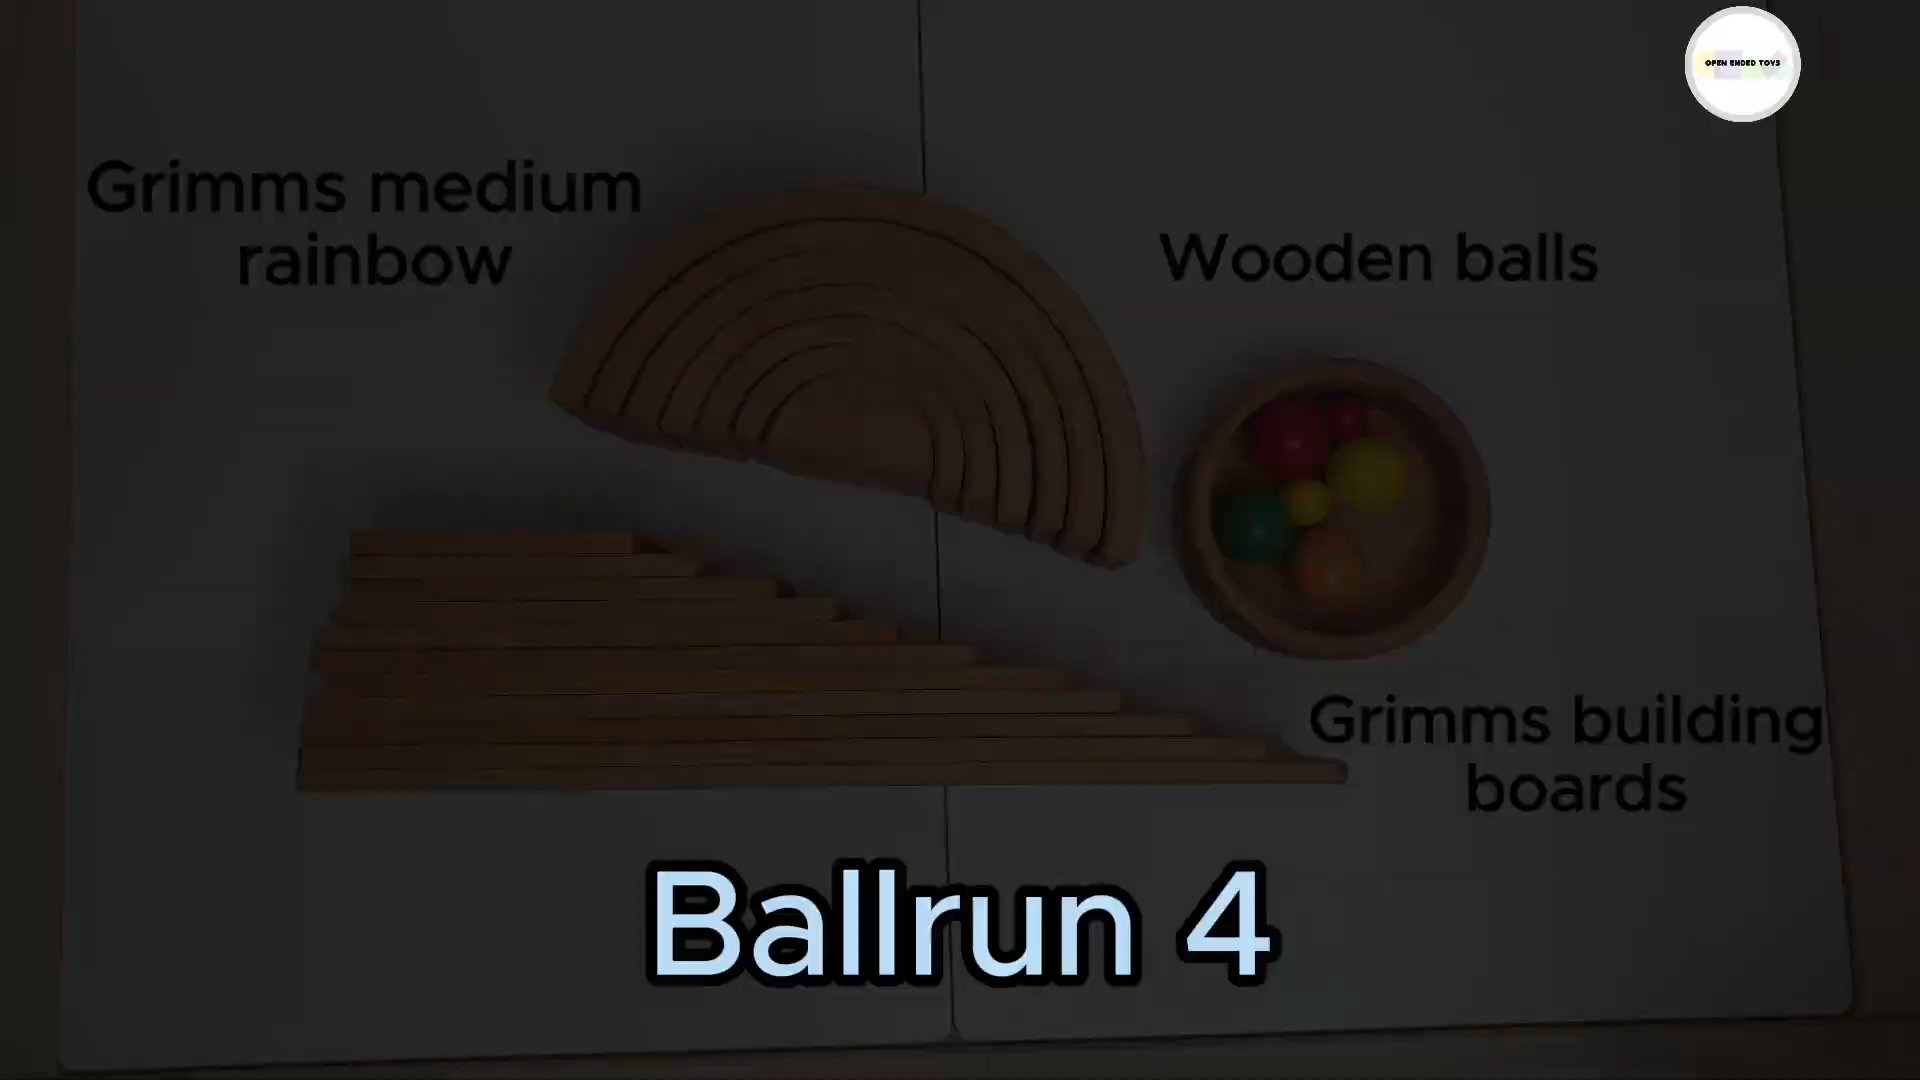 OPEN ENDED TOYS
Grimms medium
rainbow
Wooden balls
Grimms building
boards
Ballrun 4